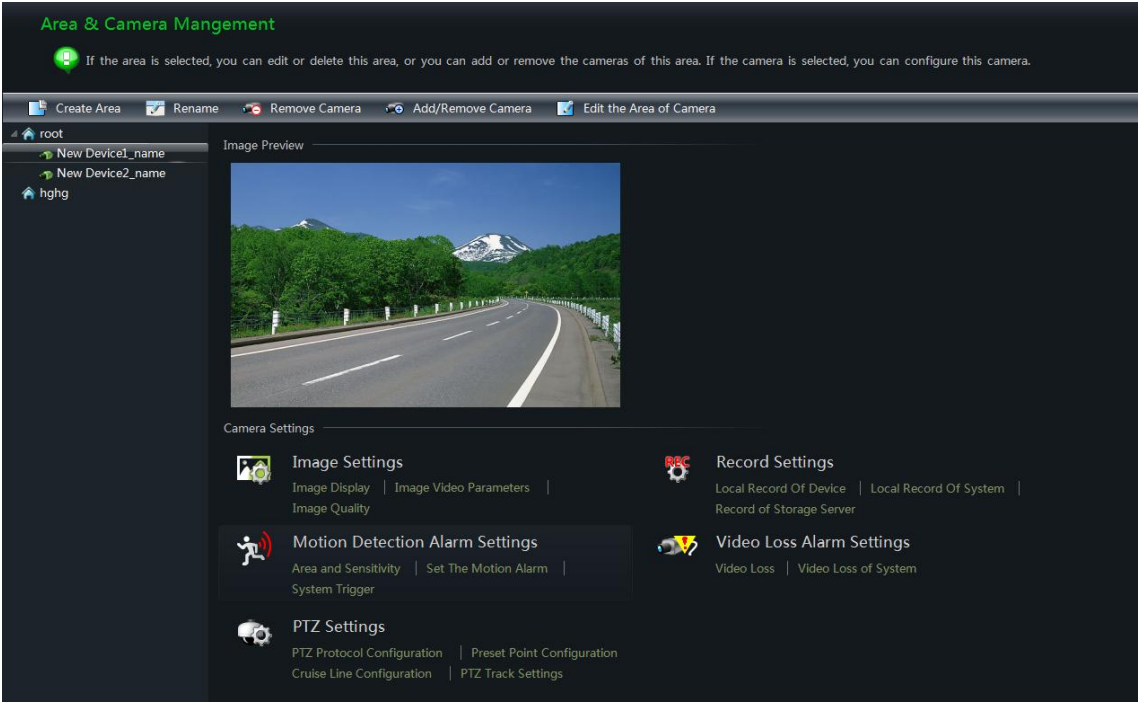 Area & Camera Mangement
If the area is selected, you can edit or delete this area, or you can add or remove the cameras of this area. If the camera is selected, you can configure this camera.
Create Area Rename Remove Camera Add/Remove Camera Edit the Area of Camera
root
New Device1_name
New Device2_name
hghg
Image Preview
Camera Settings
Image Settings
Image Display | Image Video Parameters |
Image Quality
REC
Record Settings
Local Record Of Device | Local Record Of System |
Record of Storage Server
Motion Detection Alarm Settings
Area and Sensitivity | Set The Motion Alarm |
System Trigger
Video Loss Alarm Settings
Video Loss | Video Loss of System
PTZ Settings
PTZ Protocol Configuration | Preset Point Configuration
Cruise Line Configuration | PTZ Track Settings